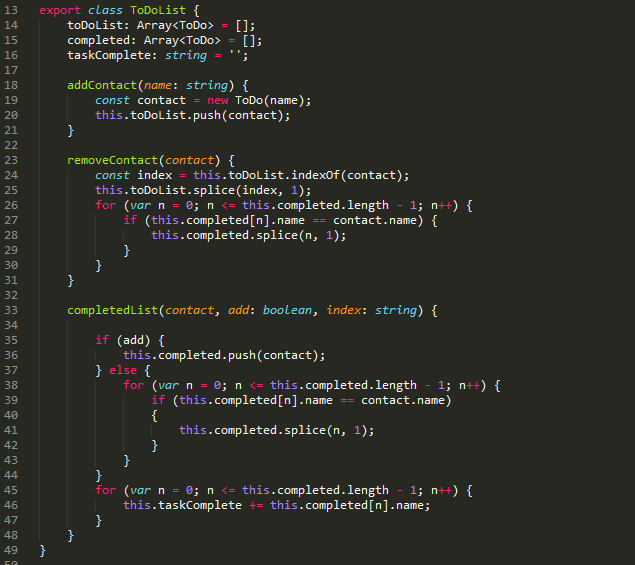 13 export class ToDoList {
14 toDoList: Array<ToDo> = [];
15 completed: Array<ToDo> = [];
16 taskComplete: string = '';
17
18 addContact(name: string) {
19 const contact = new ToDo(name);
20 this.toDoList.push(contact);
21 }
22
23 removeContact(contact) {
24 const index = this.toDoList.indexOf(contact);
25 this.toDoList.splice(index, 1);
26 for (var n = 0; n <= this.completed.length - 1; n++) {
27 if (this.completed[n].name == contact.name) {
28 this.completed.splice(n, 1);
29 }
30 }
31 }
32
33 completedList(contact, add: boolean, index: string) {
34
35 if (add) {
36 this.completed.push(contact);
37 } else {
38 for (var n = 0; n <= this.completed.length - 1; n++) {
39 if (this.completed[n].name == contact.name)
40 {
41 this.completed.splice(n, 1);
42 }
43 }
44 }
45 for (var n = 0; n <= this.completed.length - 1; n++) {
46 this.taskComplete += this.completed[n].name;
47 }
48 }
49 }
50